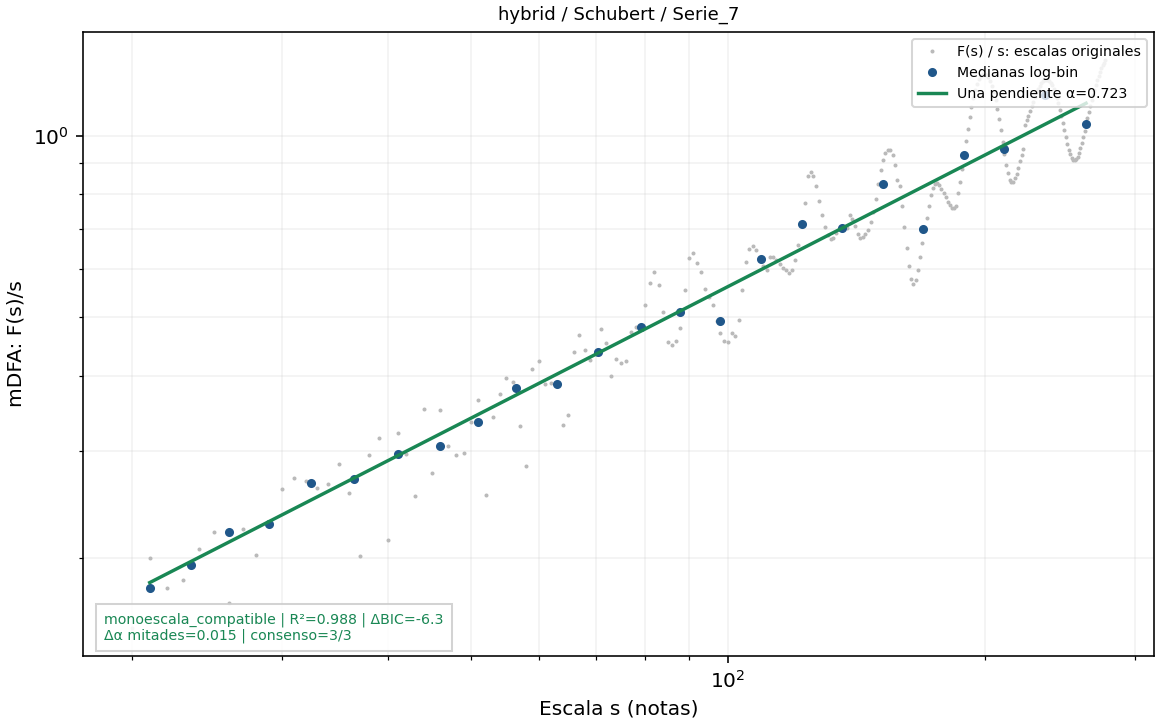 hybrid / Schubert / Serie_7
F(s) / s: escalas originales
Medianas log-bin
Una pendiente α=0.723
10⁰
mDFA: F(s)/s
monoescala_compatible | R²=0.988 | ΔBIC=-6.3
Δα mitades=0.015 | consenso=3/3
10²
Escala s (notas)